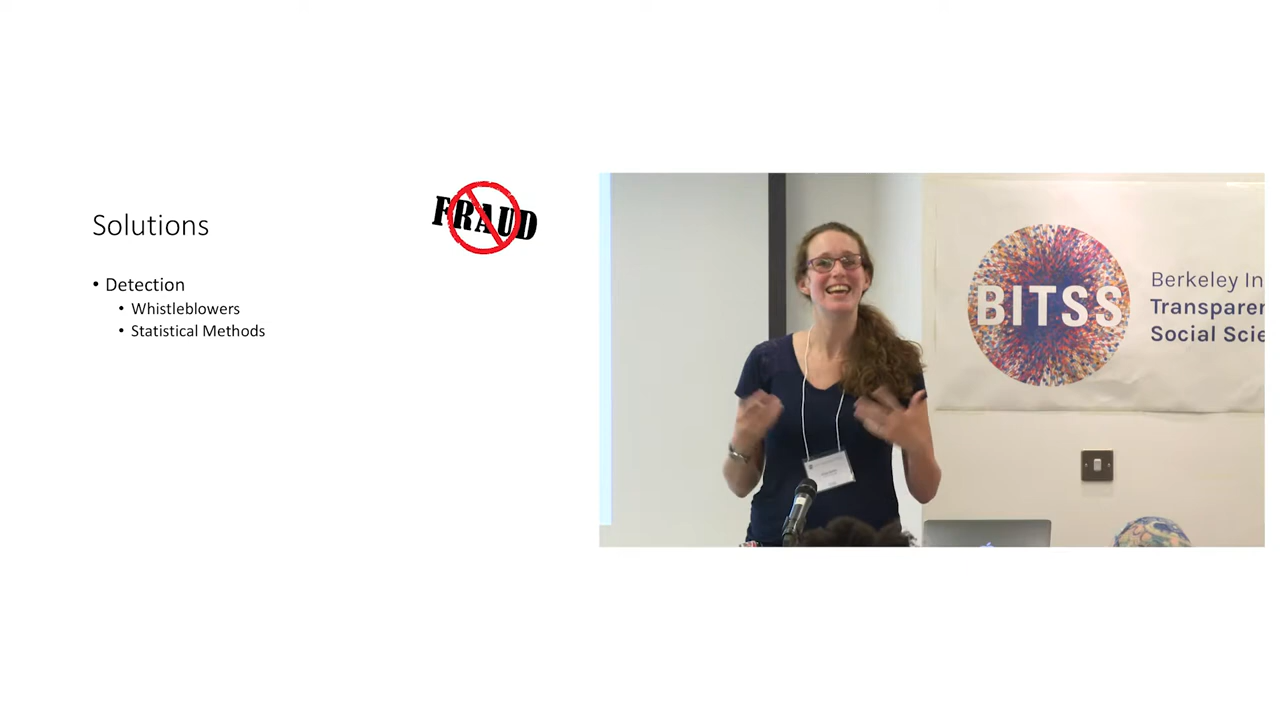 Solutions
FRAUD
• Detection
• Whistleblowers
• Statistical Methods
BITSS
Berkeley In
Transparen
Social Scie